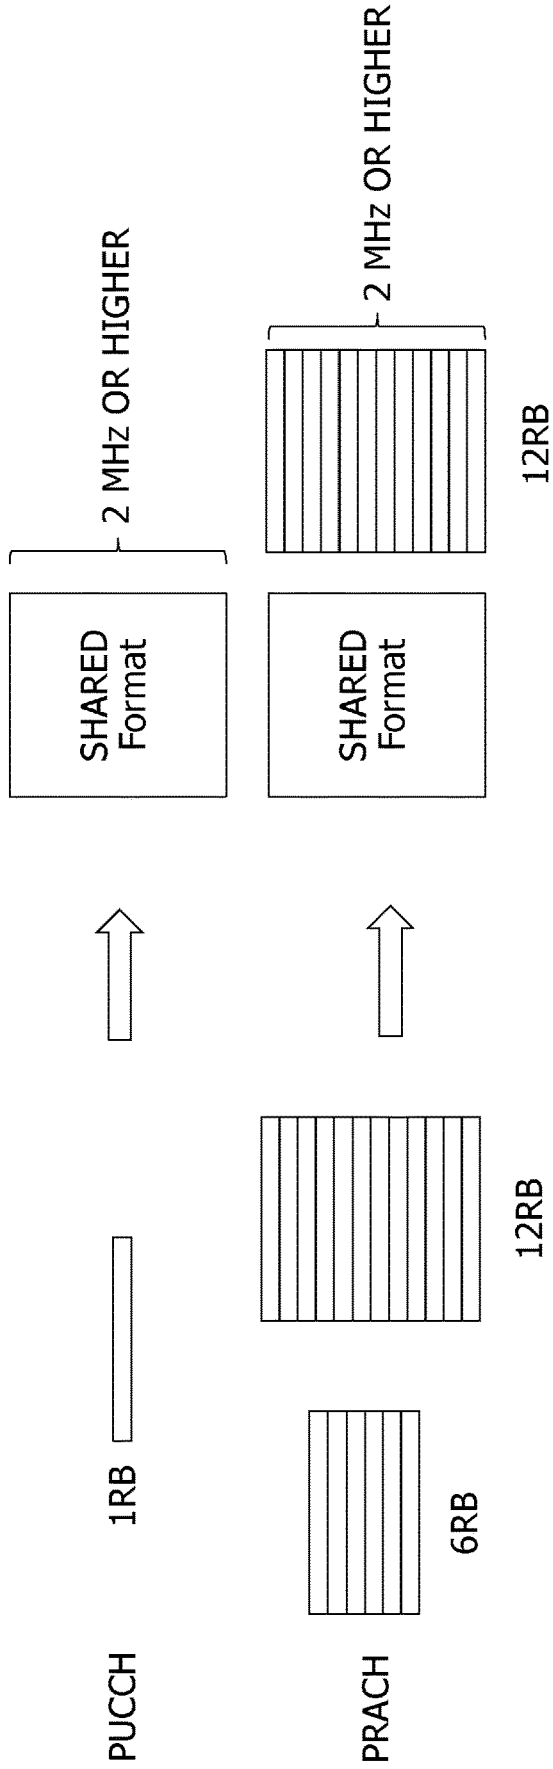 PUCCH
1RB
SHARED
Format
2 MHz OR HIGHER
PRACH
6RB
12RB
SHARED
Format
12RB
2 MHz OR HIGHER